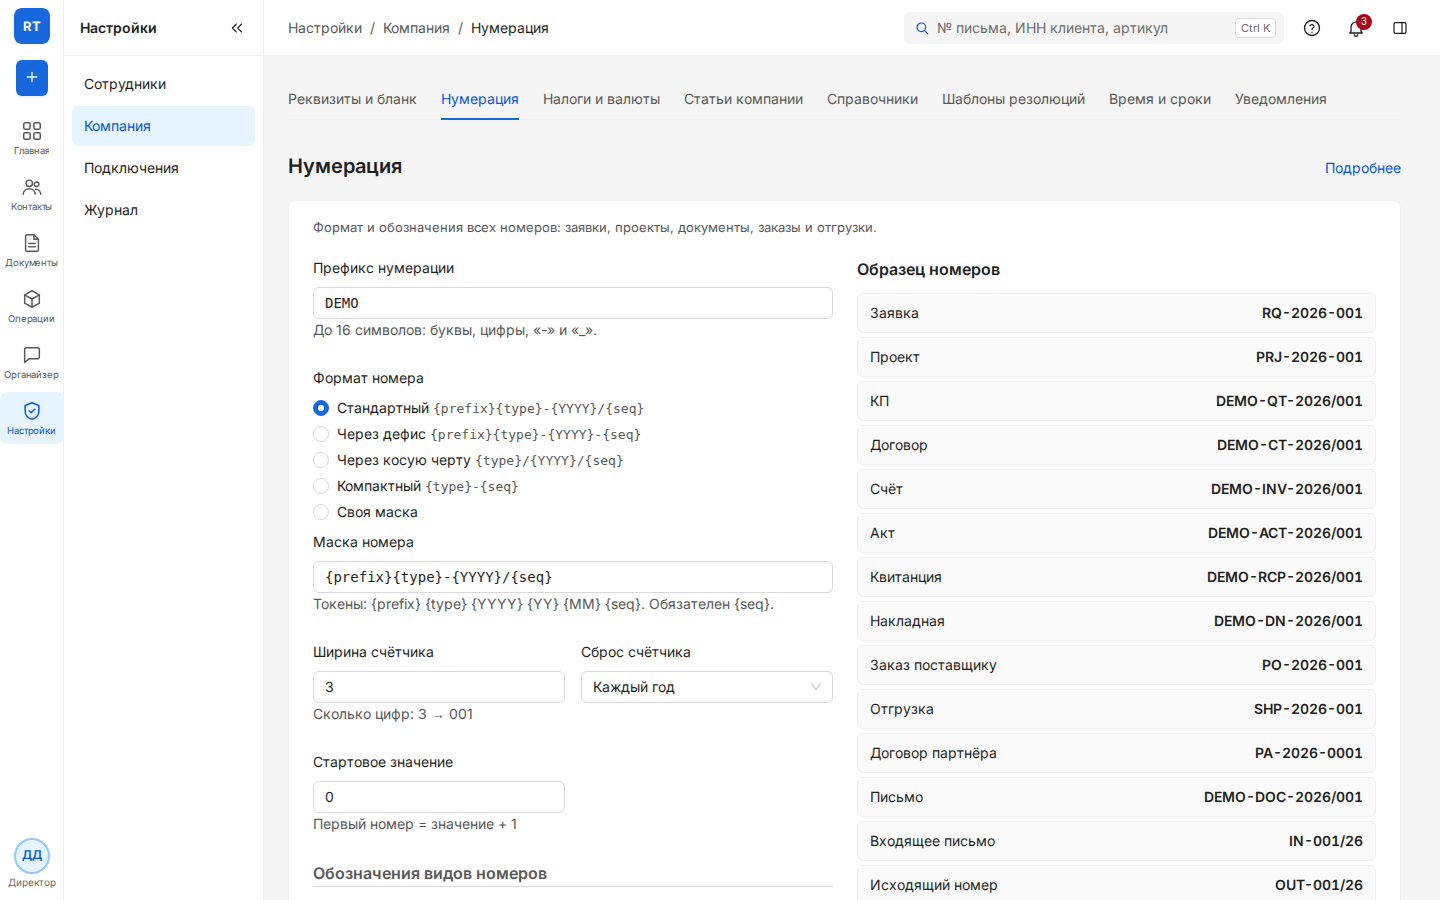 RT
Настройки
Настройки / Компания / Нумерация
№ письма, ИНН клиента, артикул
Ctrl K
3
Главная
Контакты
Документы
Операции
Органайзер
Настройки
ДД
Директор
Сотрудники
Компания
Подключения
Журнал
Реквизиты и бланк
Нумерация
Налоги и валюты
Статьи компании
Справочники
Шаблоны резолюций
Время и сроки
Уведомления
Нумерация
Подробнее
Формат и обозначения всех номеров: заявки, проекты, документы, заказы и отгрузки.
Префикс нумерации
DEMO
До 16 символов: буквы, цифры, «-» и «_».
Формат номера
Стандартный {prefix}{type}-{YYYY}/{seq}
Через дефис {prefix}{type}-{YYYY}-{seq}
Через косую черту {type}/{YYYY}/{seq}
Компактный {type}-{seq}
Своя маска
Маска номера
{prefix}{type}-{YYYY}/{seq}
Токены: {prefix} {type} {YYYY} {YY} {MM} {seq}. Обязателен {seq}.
Ширина счётчика
3
Сколько цифр: 3 → 001
Сброс счётчика
Каждый год
Стартовое значение
0
Первый номер = значение + 1
Обозначения видов номеров
Образец номеров
Заявка RQ-2026-001
Проект PRJ-2026-001
КП DEMO-QT-2026/001
Договор DEMO-CT-2026/001
Счёт DEMO-INV-2026/001
Акт DEMO-ACT-2026/001
Квитанция DEMO-RCP-2026/001
Накладная DEMO-DN-2026/001
Заказ поставщику PO-2026-001
Отгрузка SHP-2026-001
Договор партнёра PA-2026-0001
Письмо DEMO-DOC-2026/001
Входящее письмо IN-001/26
Исходящий номер OUT-001/26